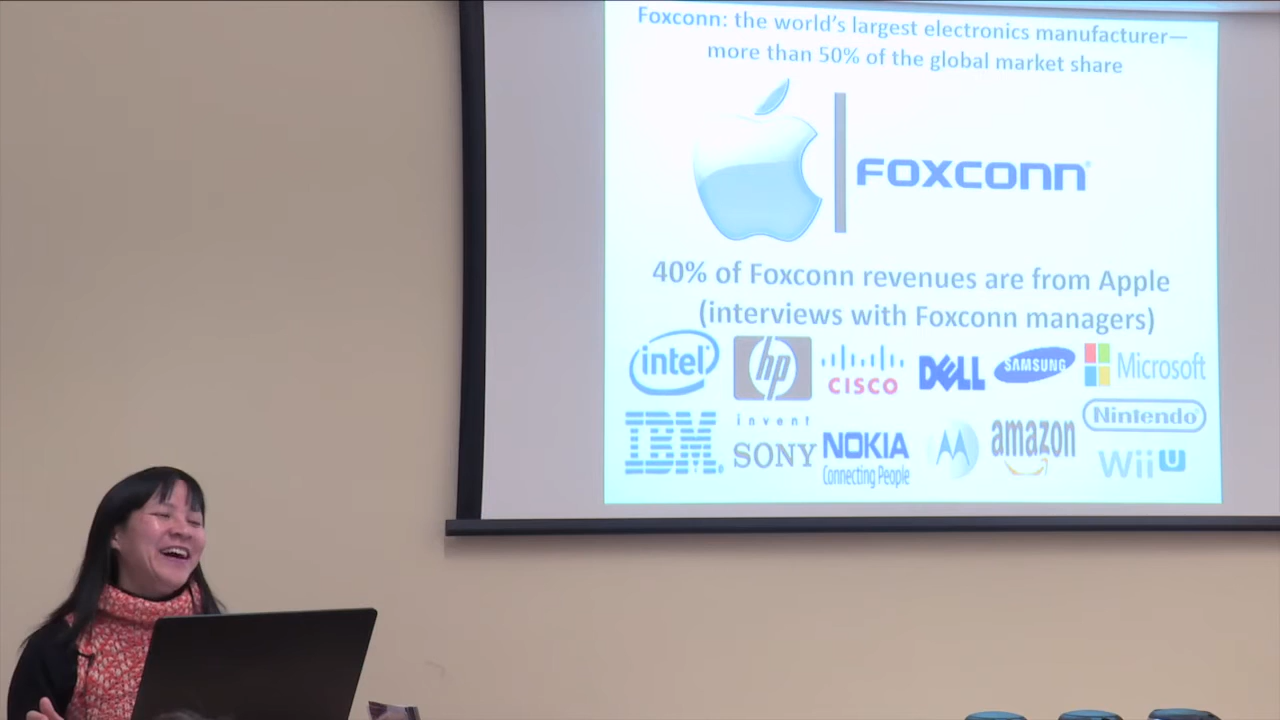 Foxconn: the world's largest electronics manufacturer—
more than 50% of the global market share
FOXCONN
40% of Foxconn revenues are from Apple
(interviews with Foxconn managers)
intel hp CISCO DELL SAMSUNG Microsoft
invent
IBM SONY NOKIA amazon Nintendo
Connecting People Wii U